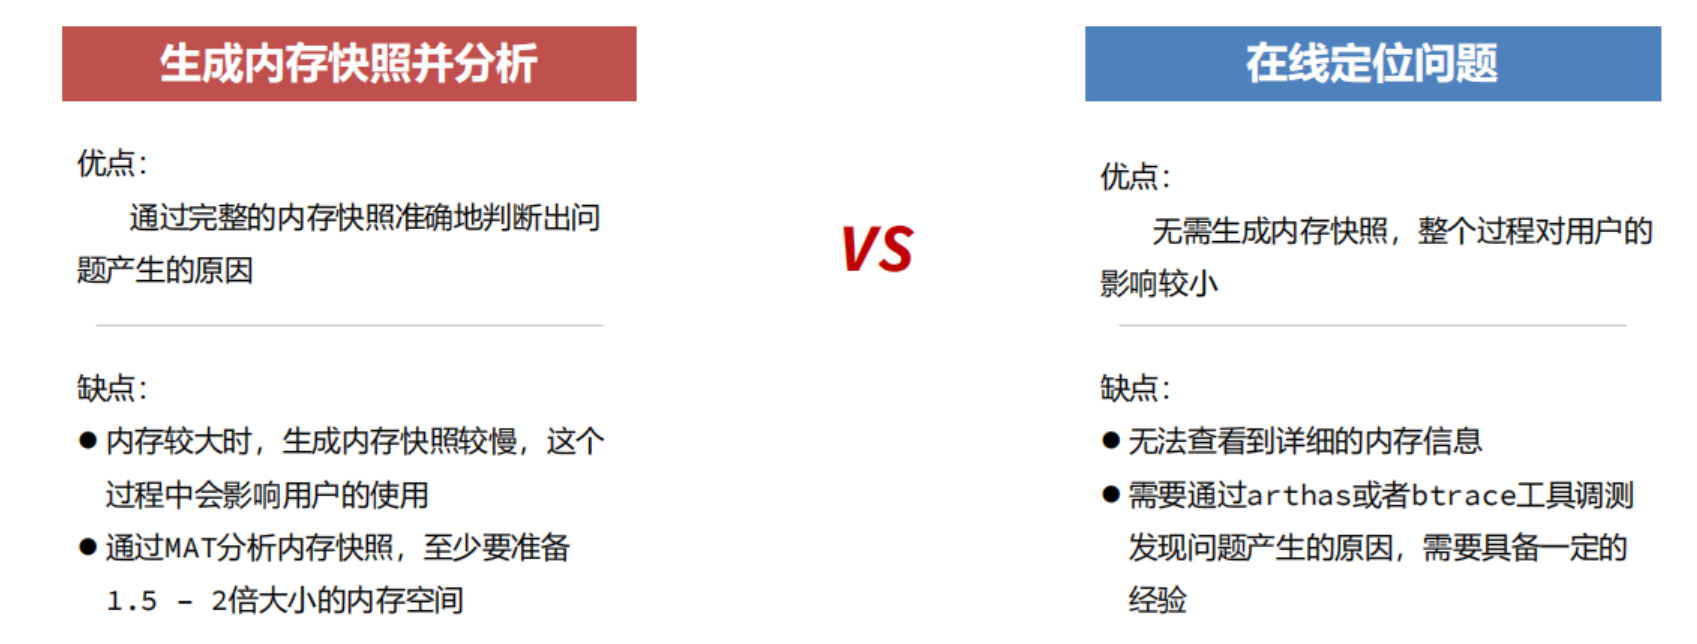 生成内存快照并分析
优点：
通过完整的内存快照准确地判断出问
题产生的原因
缺点：
● 内存较大时，生成内存快照较慢，这个
过程中会影响用户的使用
● 通过MAT分析内存快照，至少要准备
1.5 – 2倍大小的内存空间
VS
在线定位问题
优点：
无需生成内存快照，整个过程对用户的
影响较小
缺点：
● 无法查看到详细的内存信息
● 需要通过arthas或者btrace工具调测
发现问题产生的原因，需要具备一定的
经验